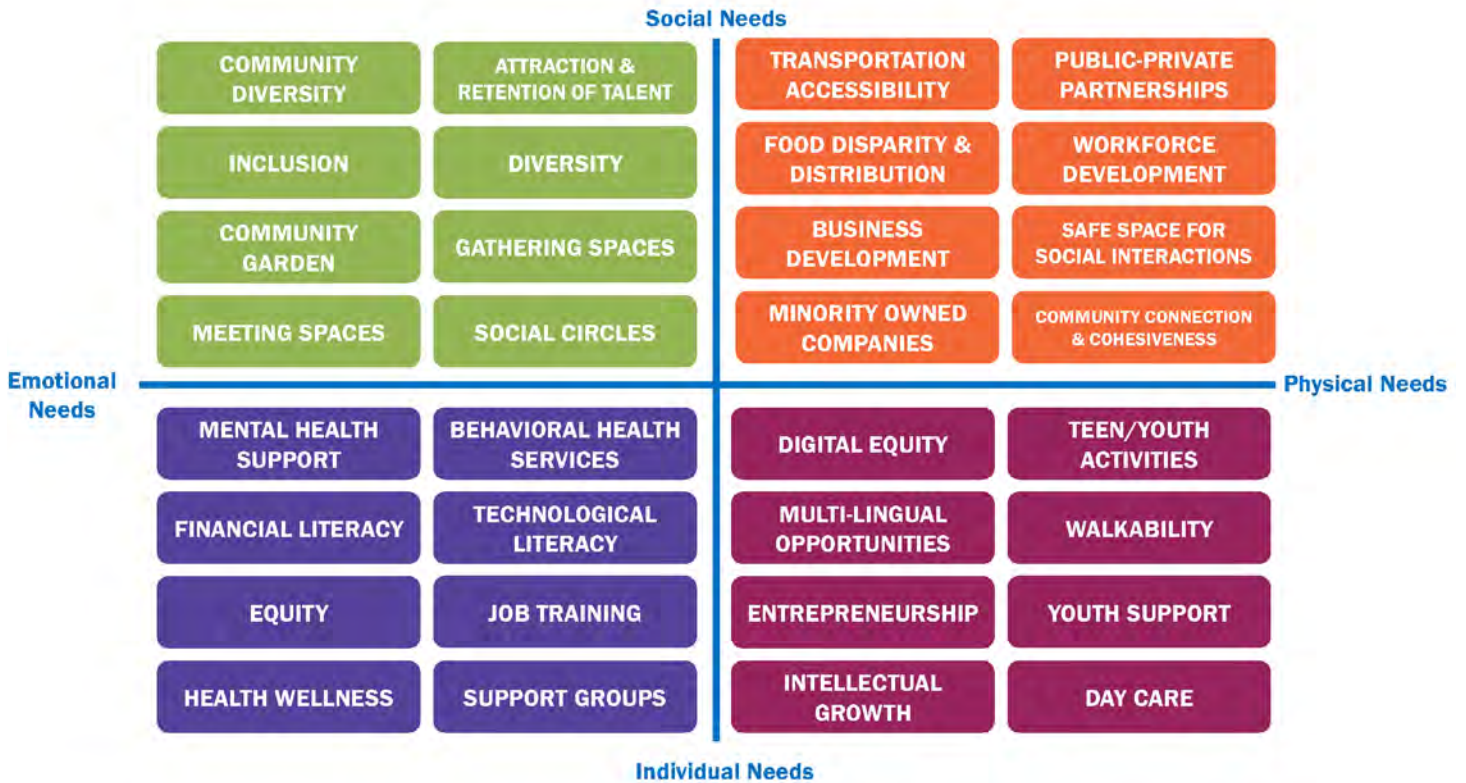 Social Needs
COMMUNITY
DIVERSITY
ATTRACTION &
RETENTION OF TALENT
INCLUSION
DIVERSITY
COMMUNITY
GARDEN
GATHERING SPACES
MEETING SPACES
SOCIAL CIRCLES
TRANSPORTATION
ACCESSIBILITY
PUBLIC-PRIVATE
PARTNERSHIPS
FOOD DISPARITY &
DISTRIBUTION
WORKFORCE
DEVELOPMENT
BUSINESS
DEVELOPMENT
SAFE SPACE FOR
SOCIAL INTERACTIONS
MINORITY OWNED
COMPANIES
COMMUNITY CONNECTION
& COHESIVENESS
Emotional
Needs
Physical Needs
MENTAL HEALTH
SUPPORT
BEHAVIORAL HEALTH
SERVICES
FINANCIAL LITERACY
TECHNOLOGICAL
LITERACY
EQUITY
JOB TRAINING
HEALTH WELLNESS
SUPPORT GROUPS
DIGITAL EQUITY
TEEN/YOUTH
ACTIVITIES
MULTI-LINGUAL
OPPORTUNITIES
WALKABILITY
ENTREPRENEURSHIP
YOUTH SUPPORT
INTELLECTUAL
GROWTH
DAY CARE
Individual Needs